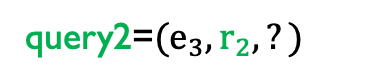 query2=(e₃, r₂, ?)